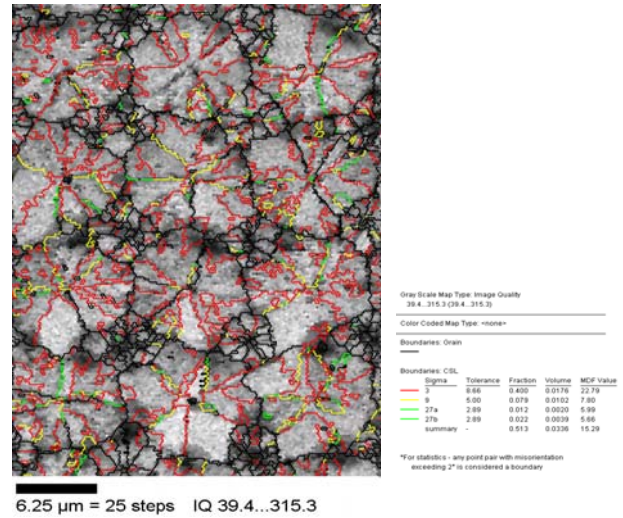 Gray Scale Map Type: Image Quality
39.4...315.3 (39.4...315.3)
Color Coded Map Type: <none>
Boundaries: Grain
Boundaries: CSL
Sigma Tolerance Fraction Volume MDF Value
3 8.66 0.400 0.0176 22.79
9 5.00 0.079 0.0102 7.80
27a 2.89 0.012 0.0020 5.99
27b 2.89 0.022 0.0039 5.66
summary - 0.513 0.0336 15.29
*For statistics - any point pair with misorientation
exceeding 2° is considered a boundary
6.25 µm = 25 steps IQ 39.4...315.3